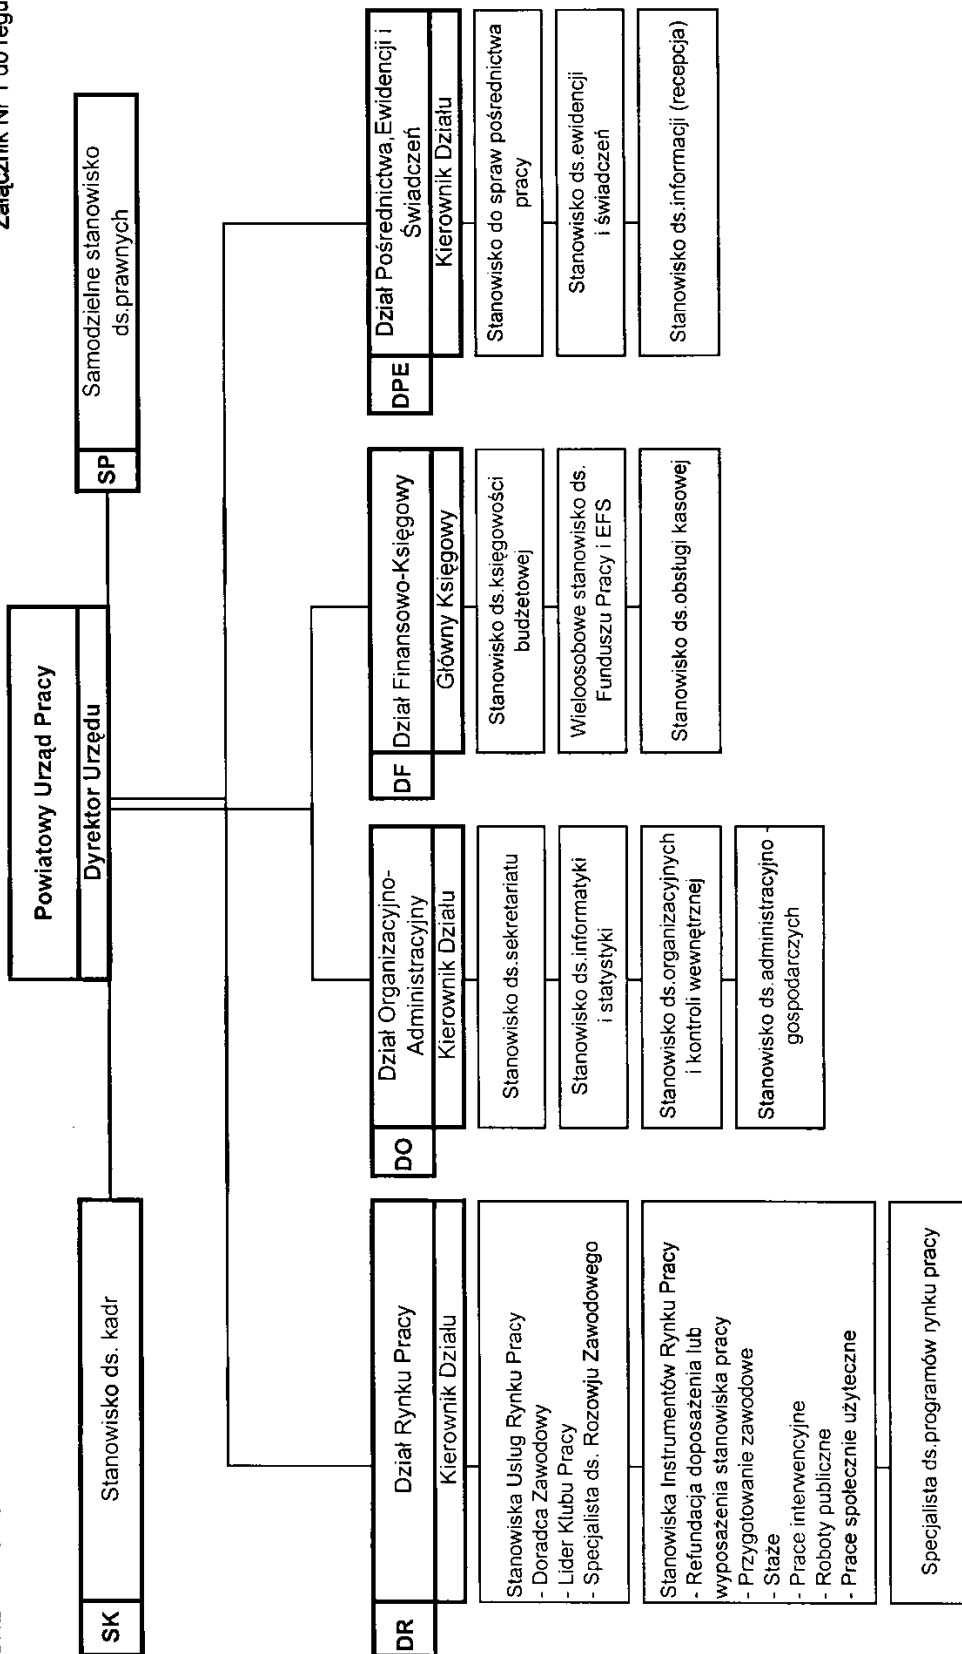 Załącznik Nr 1 do regu
Powiatowy Urząd Pracy
Dyrektor Urzędu
SK
Stanowisko ds. kadr
SP
Samodzielne stanowisko
ds.prawnych
DR
Dział Rynku Pracy
Kierownik Działu
Stanowiska Usług Rynku Pracy
- Doradca Zawodowy
- Lider Klubu Pracy
- Specjalista ds. Rozowju Zawodowego
Stanowiska Instrumentów Rynku Pracy
- Refundacja doposażenia lub
wyposażenia stanowiska pracy
- Przygotowanie zawodowe
- Staże
- Prace interwencyjne
- Roboty publiczne
- Prace społecznie użyteczne
Specjalista ds.programów rynku pracy
DO
Dział Organizacyjno-
Administracyjny
Kierownik Działu
Stanowisko ds.sekretariatu
Stanowisko ds.informatyki
i statystyki
Stanowisko ds.organizacyjnych
i kontroli wewnętrznej
Stanowisko ds.administracyjno -
gospodarczych
DF
Dział Finansowo-Księgowy
Główny Księgowy
Stanowisko ds.księgowości
budżetowej
Wieloosobowe stanowisko ds.
Funduszu Pracy i EFS
Stanowisko ds.obsługi kasowej
DPE
Dział Pośrednictwa,Ewidencji i
Świadczeń
Kierownik Działu
Stanowisko do spraw pośrednictwa
pracy
Stanowisko ds.ewidencji
i świadczeń
Stanowisko ds.informacji (recepcja)